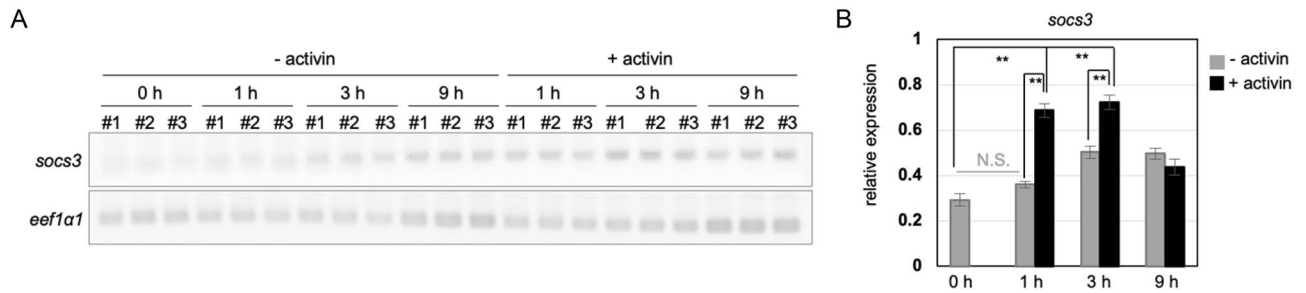 A
- activin + activin
0 h 1 h 3 h 9 h 1 h 3 h 9 h
#1 #2 #3 #1 #2 #3 #1 #2 #3 #1 #2 #3 #1 #2 #3 #1 #2 #3 #1 #2 #3
socs3
eef1α1
B
socs3
1
0.8
0.6
0.4
0.2
0
relative expression
** **
** **
N.S.
0 h 1 h 3 h 9 h
- activin
+ activin